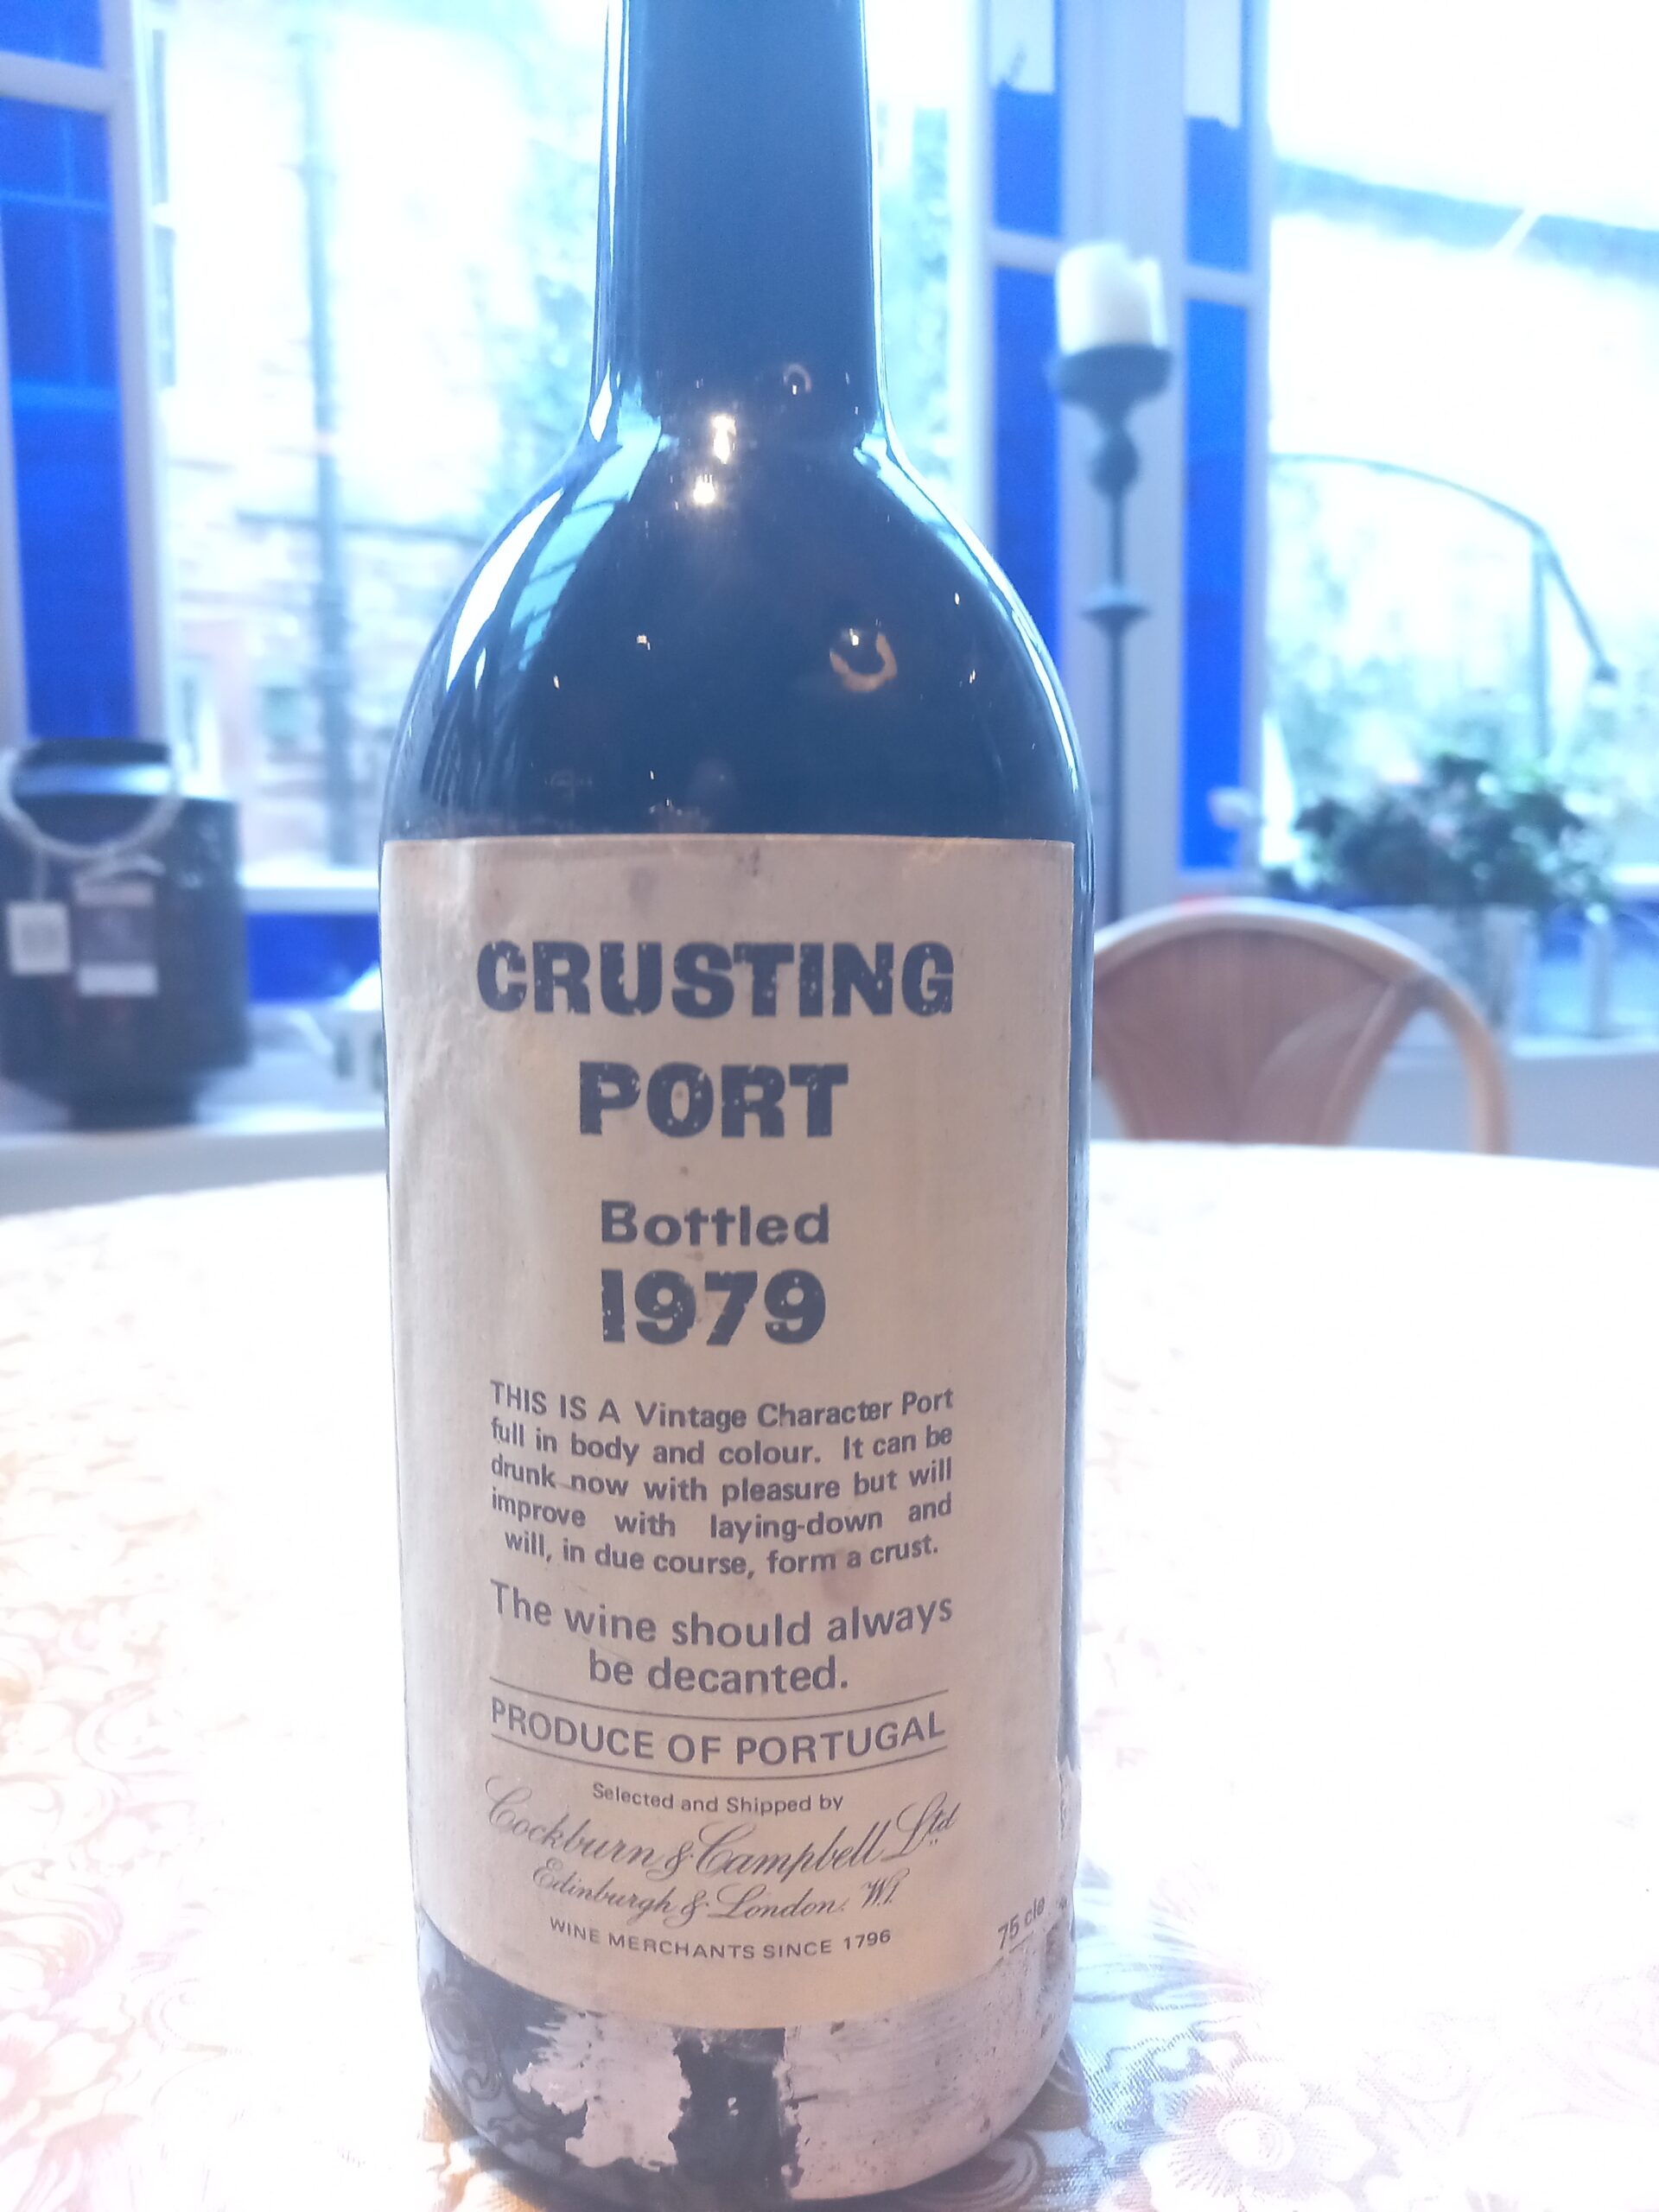 CRUSTING
PORT
Bottled
1979
THIS IS A Vintage Character Port
full in body and colour. It can be
drunk now with pleasure but will
improve with laying-down and
will, in due course, form a crust.
The wine should always
be decanted.
PRODUCE OF PORTUGAL
Selected and Shipped by
Cockburn & Campbell Ltd
Edinburgh & London. W.1.
WINE MERCHANTS SINCE 1796
75 cle